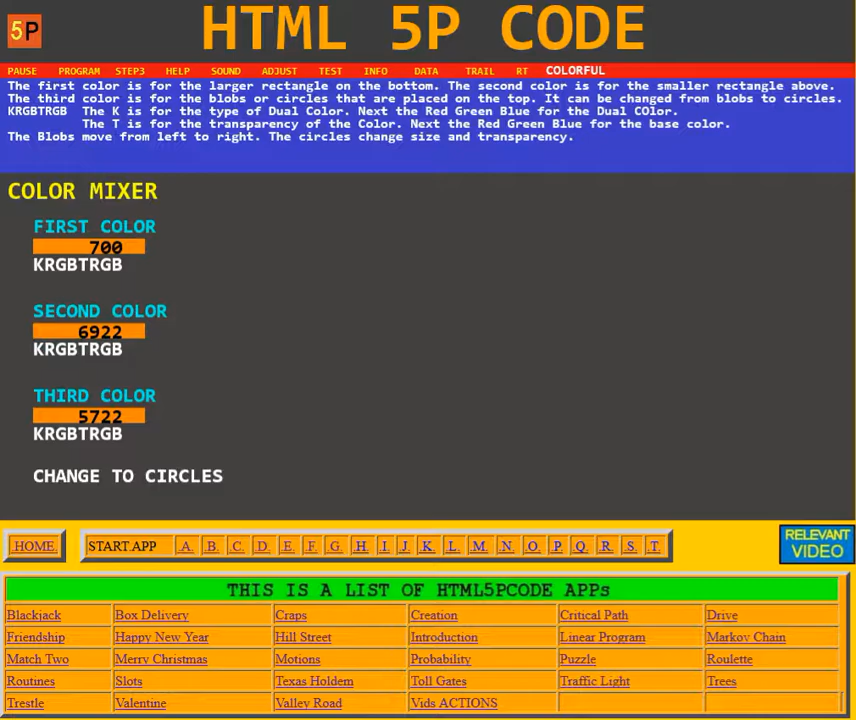 5P
HTML 5P CODE
PAUSE PROGRAM STEP3 HELP SOUND ADJUST TEST INFO DATA TRAIL RT COLORFUL
The first color is for the larger rectangle on the bottom. The second color is for the smaller rectangle above.
The third color is for the blobs or circles that are placed on the top. It can be changed from blobs to circles.
KRGBTRGB The K is for the type of Dual Color. Next the Red Green Blue for the Dual COlor.
The T is for the transparency of the Color. Next the Red Green Blue for the base color.
The Blobs move from left to right. The circles change size and transparency.
COLOR MIXER
FIRST COLOR
700
KRGBTRGB
SECOND COLOR
6922
KRGBTRGB
THIRD COLOR
5722
KRGBTRGB
CHANGE TO CIRCLES
HOME START.APP .A. .B. .C. .D. .E. .F. .G. .H. .I. .J. .K. .L. .M. .N. .O. .P. .Q. .R. .S. .T.
RELEVANT
VIDEO
THIS IS A LIST OF HTML5PCODE APPs
Blackjack Box Delivery Craps Creation Critical Path Drive
Friendship Happy New Year Hill Street Introduction Linear Program Markov Chain
Match Two Merry Christmas Motions Probability Puzzle Roulette
Routines Slots Texas Holdem Toll Gates Traffic Light Trees
Trestle Valentine Valley Road Vids ACTIONS